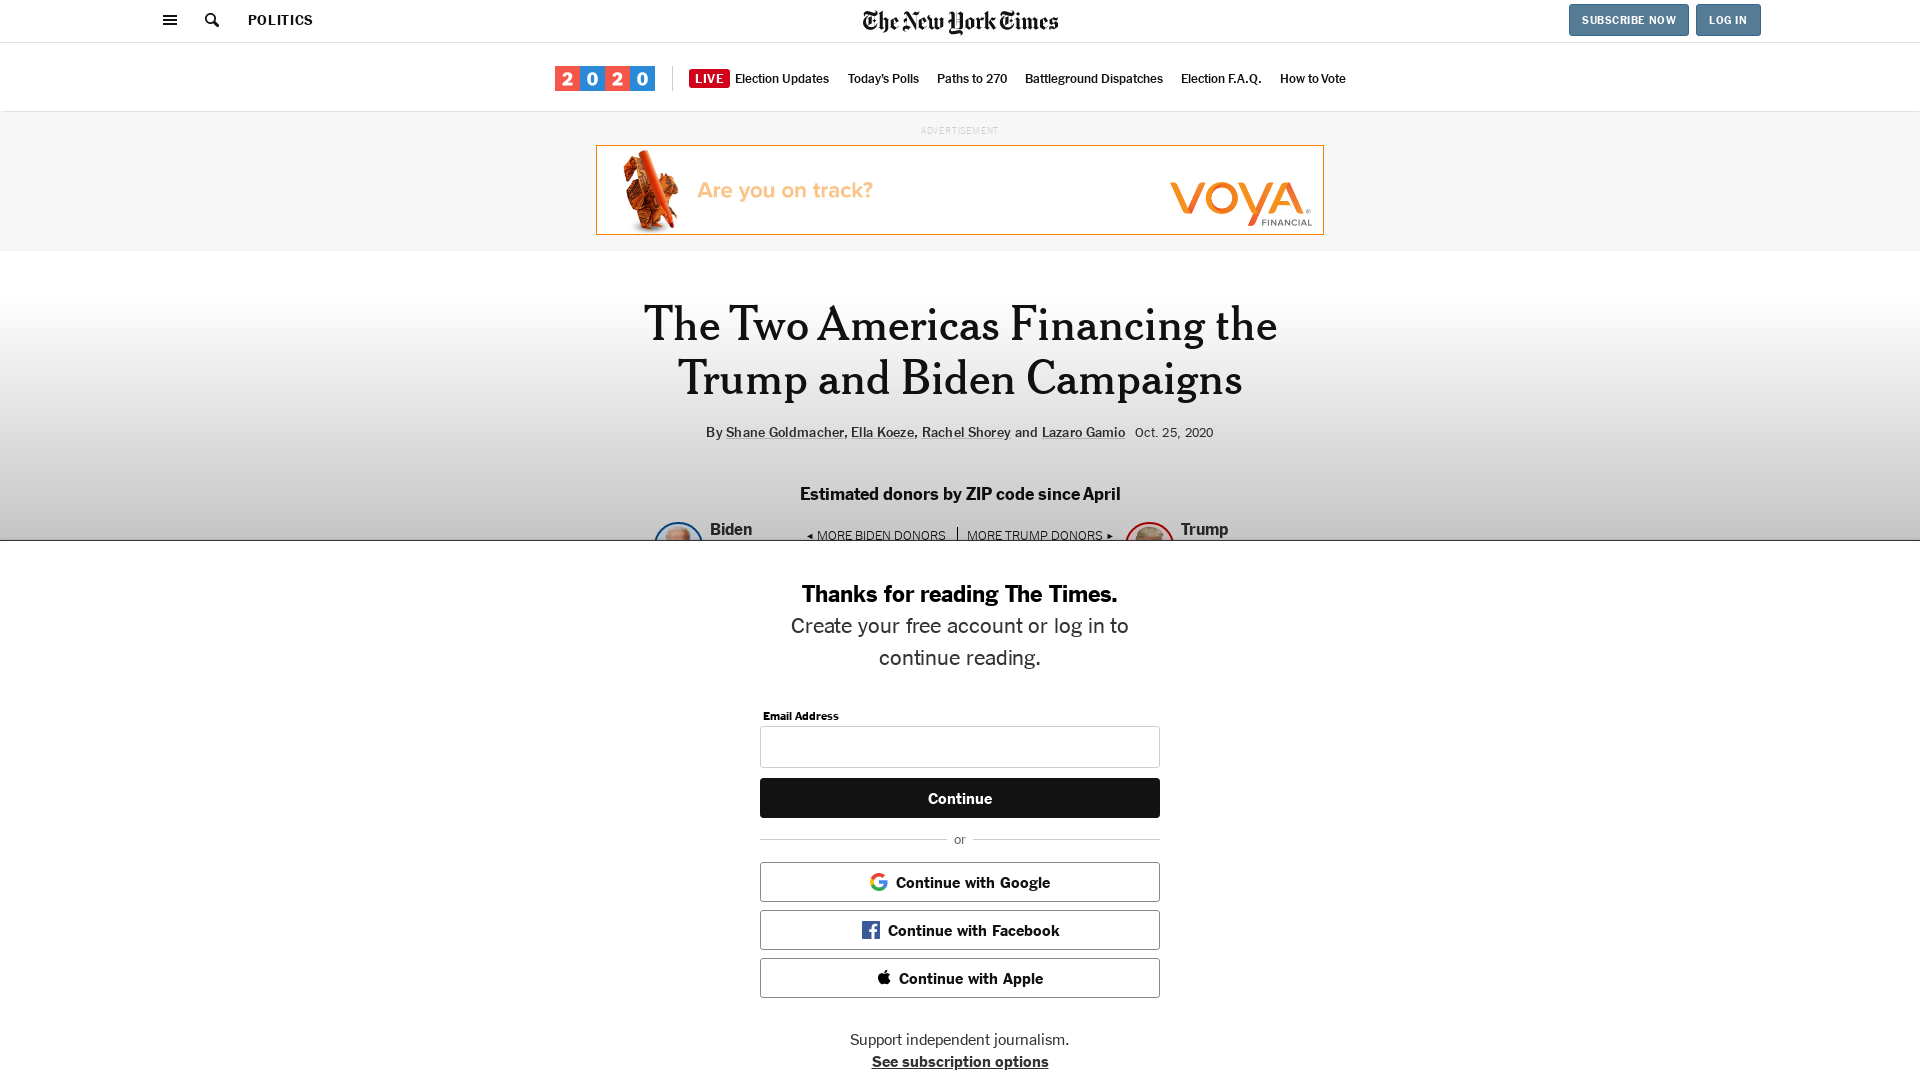 POLITICS
The New York Times
SUBSCRIBE NOW
LOG IN
2020
LIVE Election Updates
Today's Polls
Paths to 270
Battleground Dispatches
Election F.A.Q.
How to Vote
ADVERTISEMENT
Are you on track?
VOYA
FINANCIAL
The Two Americas Financing the
Trump and Biden Campaigns
By Shane Goldmacher, Ella Koeze, Rachel Shorey and Lazaro Gamio Oct. 25, 2020
Estimated donors by ZIP code since April
Biden
◄ MORE BIDEN DONORS
MORE TRUMP DONORS ►
Trump
Thanks for reading The Times.
Create your free account or log in to
continue reading.
Email Address
Continue
or
Continue with Google
Continue with Facebook
Continue with Apple
Support independent journalism.
See subscription options